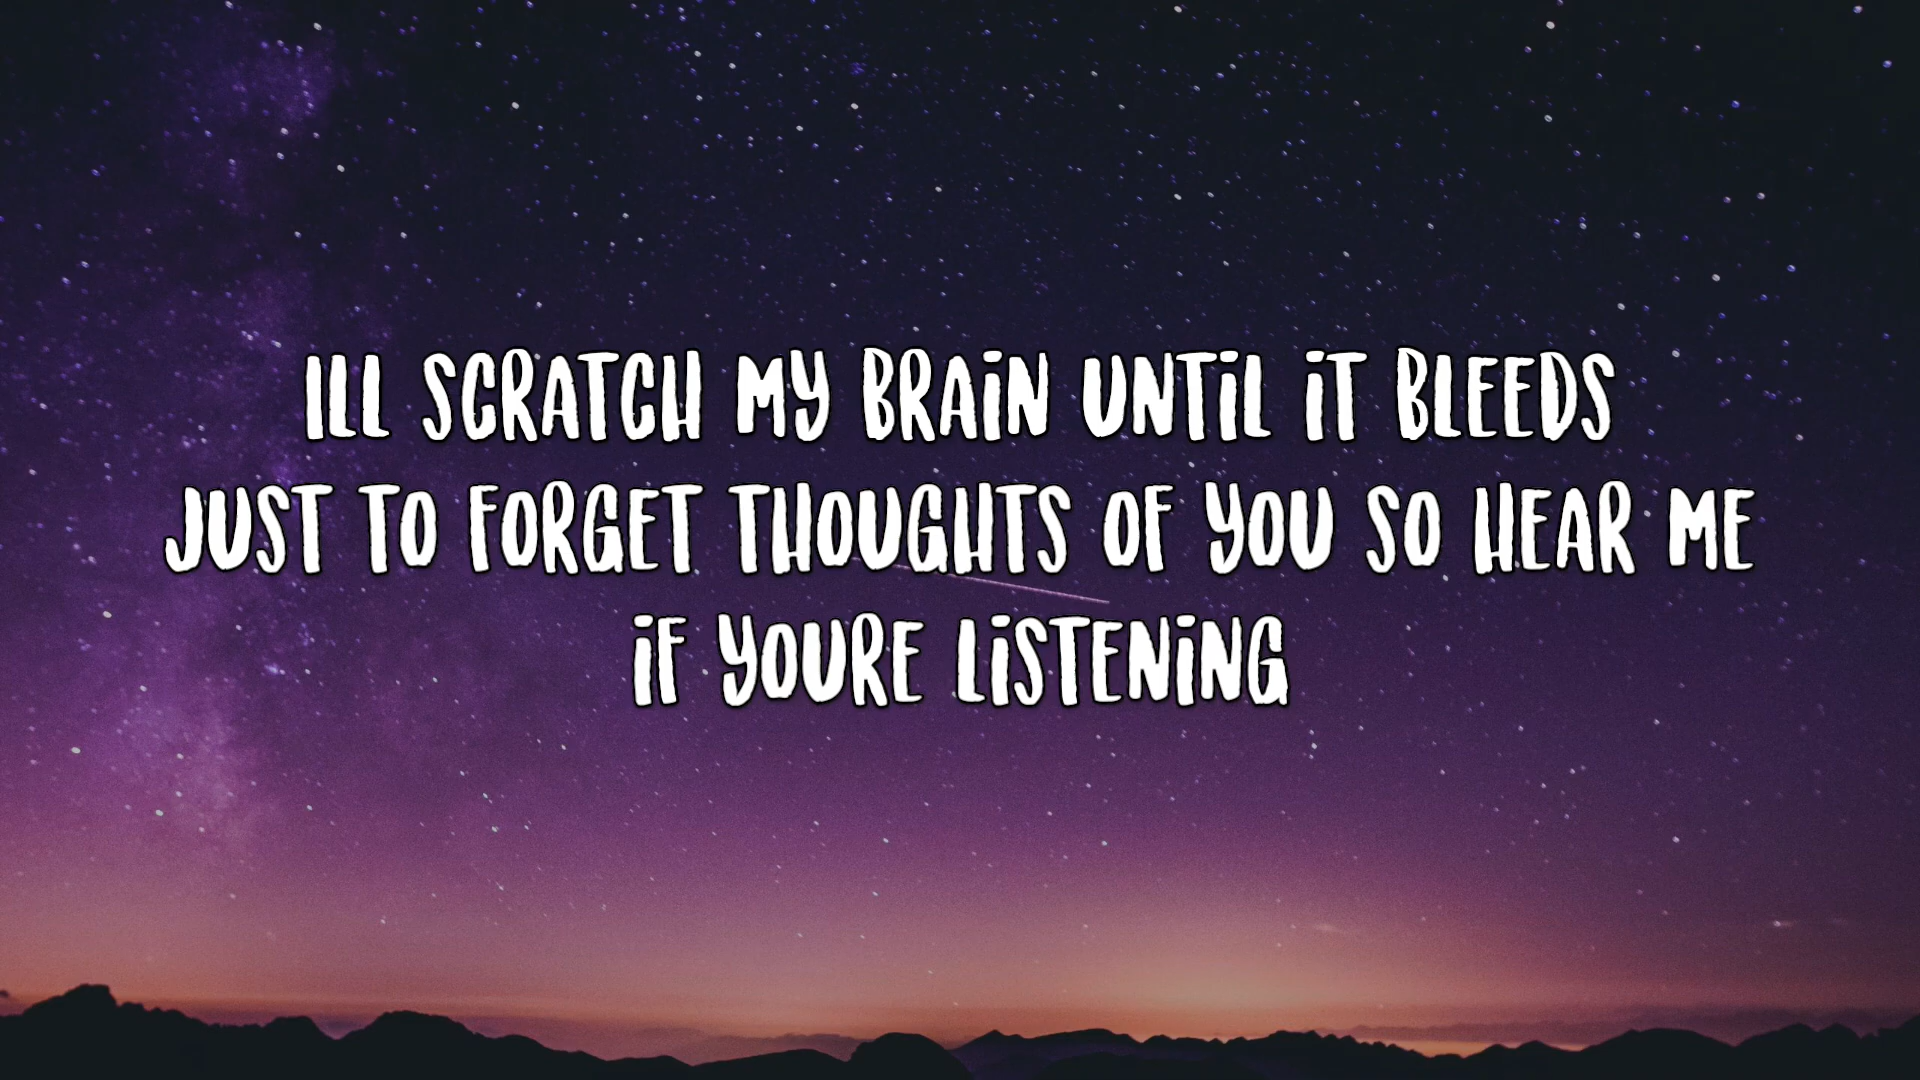 ILL SCRATCH MY BRAIN UNTIL IT BLEEDS
JUST TO FORGET THOUGHTS OF YOU SO HEAR ME
IF YOURE LISTENING